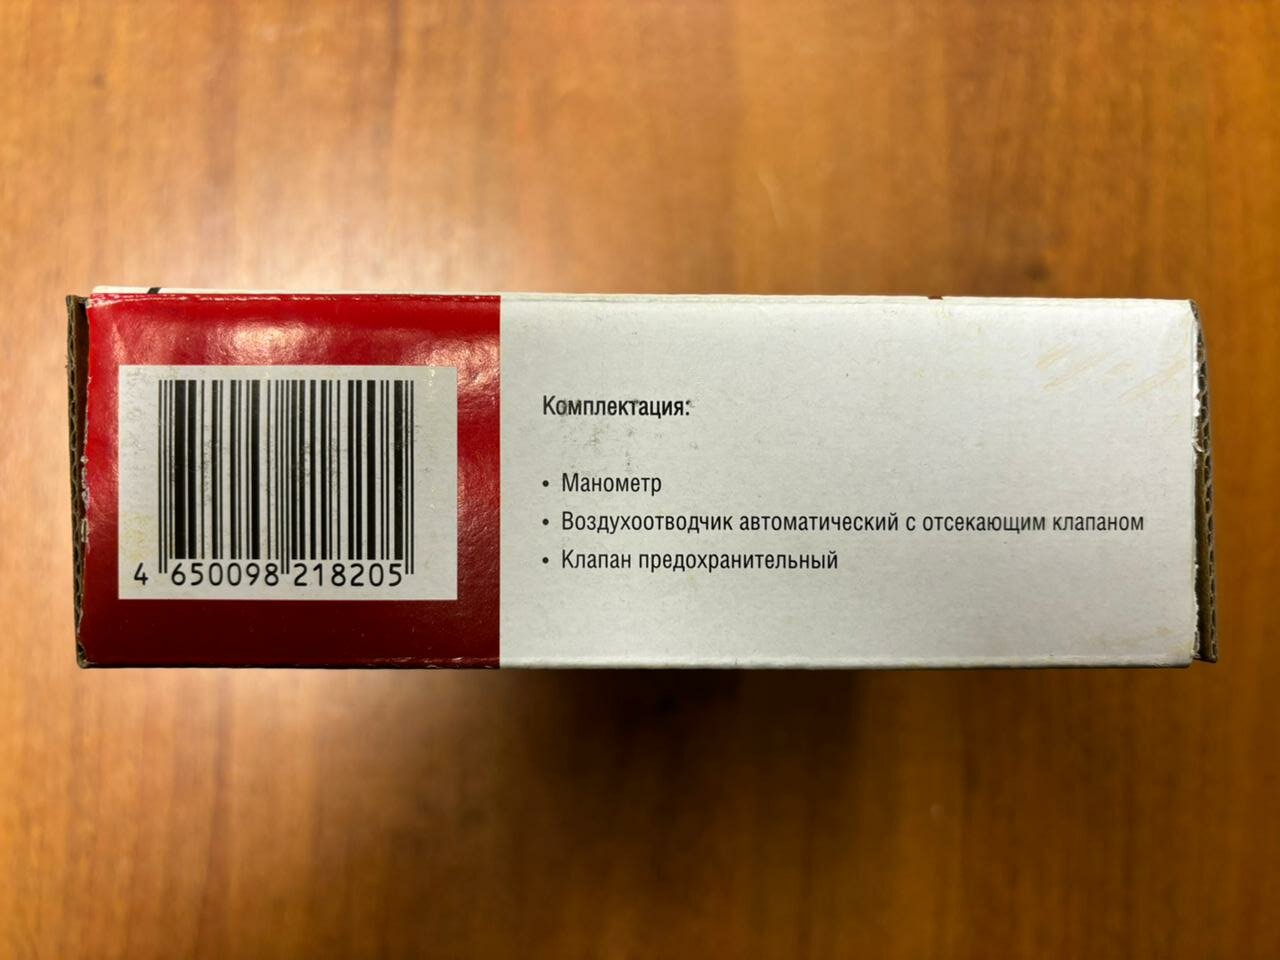 4 650098 218205
Комплектация:
• Манометр
• Воздухоотводчик автоматический с отсекающим клапаном
• Клапан предохранительный